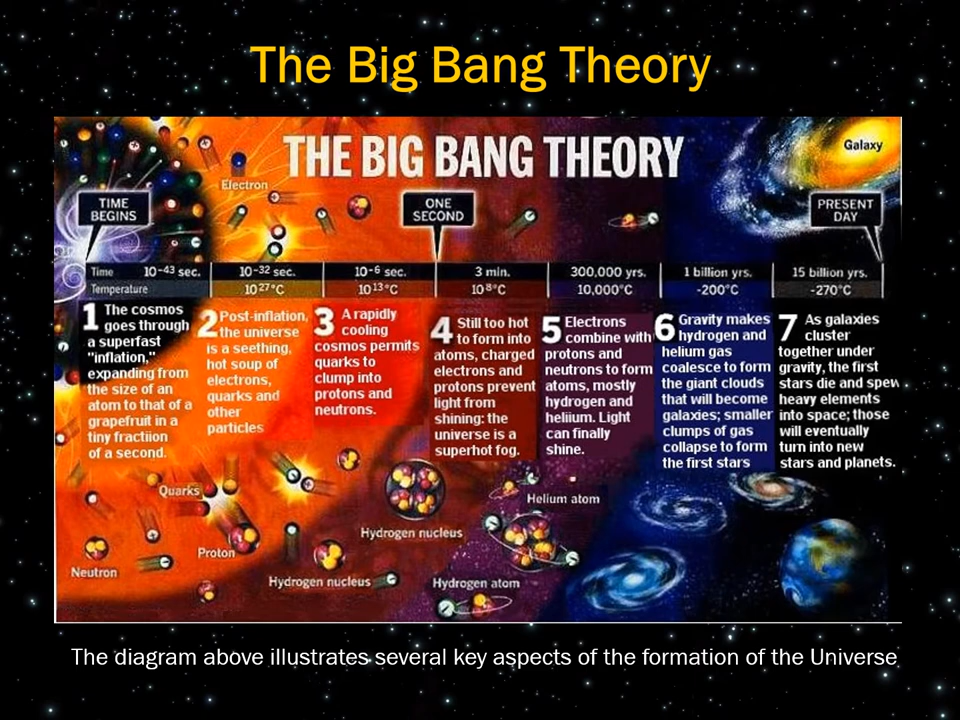 The Big Bang Theory
THE BIG BANG THEORY
Galaxy
Electron
TIME
BEGINS
ONE
SECOND
PRESENT
DAY
Time 10⁻⁴³ sec. 10⁻³² sec. 10⁻⁶ sec. 3 min. 300,000 yrs. 1 billion yrs. 15 billion yrs.
Temperature 10²⁷°C 10¹³°C 10⁸°C 10,000°C -200°C -270°C
1 The cosmos
goes through
a superfast
"inflation,"
expanding from
the size of an
atom to that of a
grapefruit in a
tiny fractiion
of a second.
2 Post-inflation,
the universe
is a seething,
hot soup of
electrons,
quarks and
other
particles
3 A rapidly
cooling
cosmos permits
quarks to
clump into
protons and
neutrons.
4 Still too hot
to form into
atoms, charged
electrons and
protons prevent
light from
shining: the
universe is a
superhot fog.
5 Electrons
combine with
protons and
neutrons to form
atoms, mostly
hydrogen and
heliium. Light
can finally
shine.
6 Gravity makes
hydrogen and
helium gas
coalesce to form
the giant clouds
that will become
galaxies; smaller
clumps of gas
collapse to form
the first stars
7 As galaxies
cluster
together under
gravity, the first
stars die and spew
heavy elements
into space; those
will eventually
turn into new
stars and planets.
Quarks
Helium atom
Hydrogen nucleus
Proton
Neutron
Hydrogen nucleus
Hydrogen atom
The diagram above illustrates several key aspects of the formation of the Universe